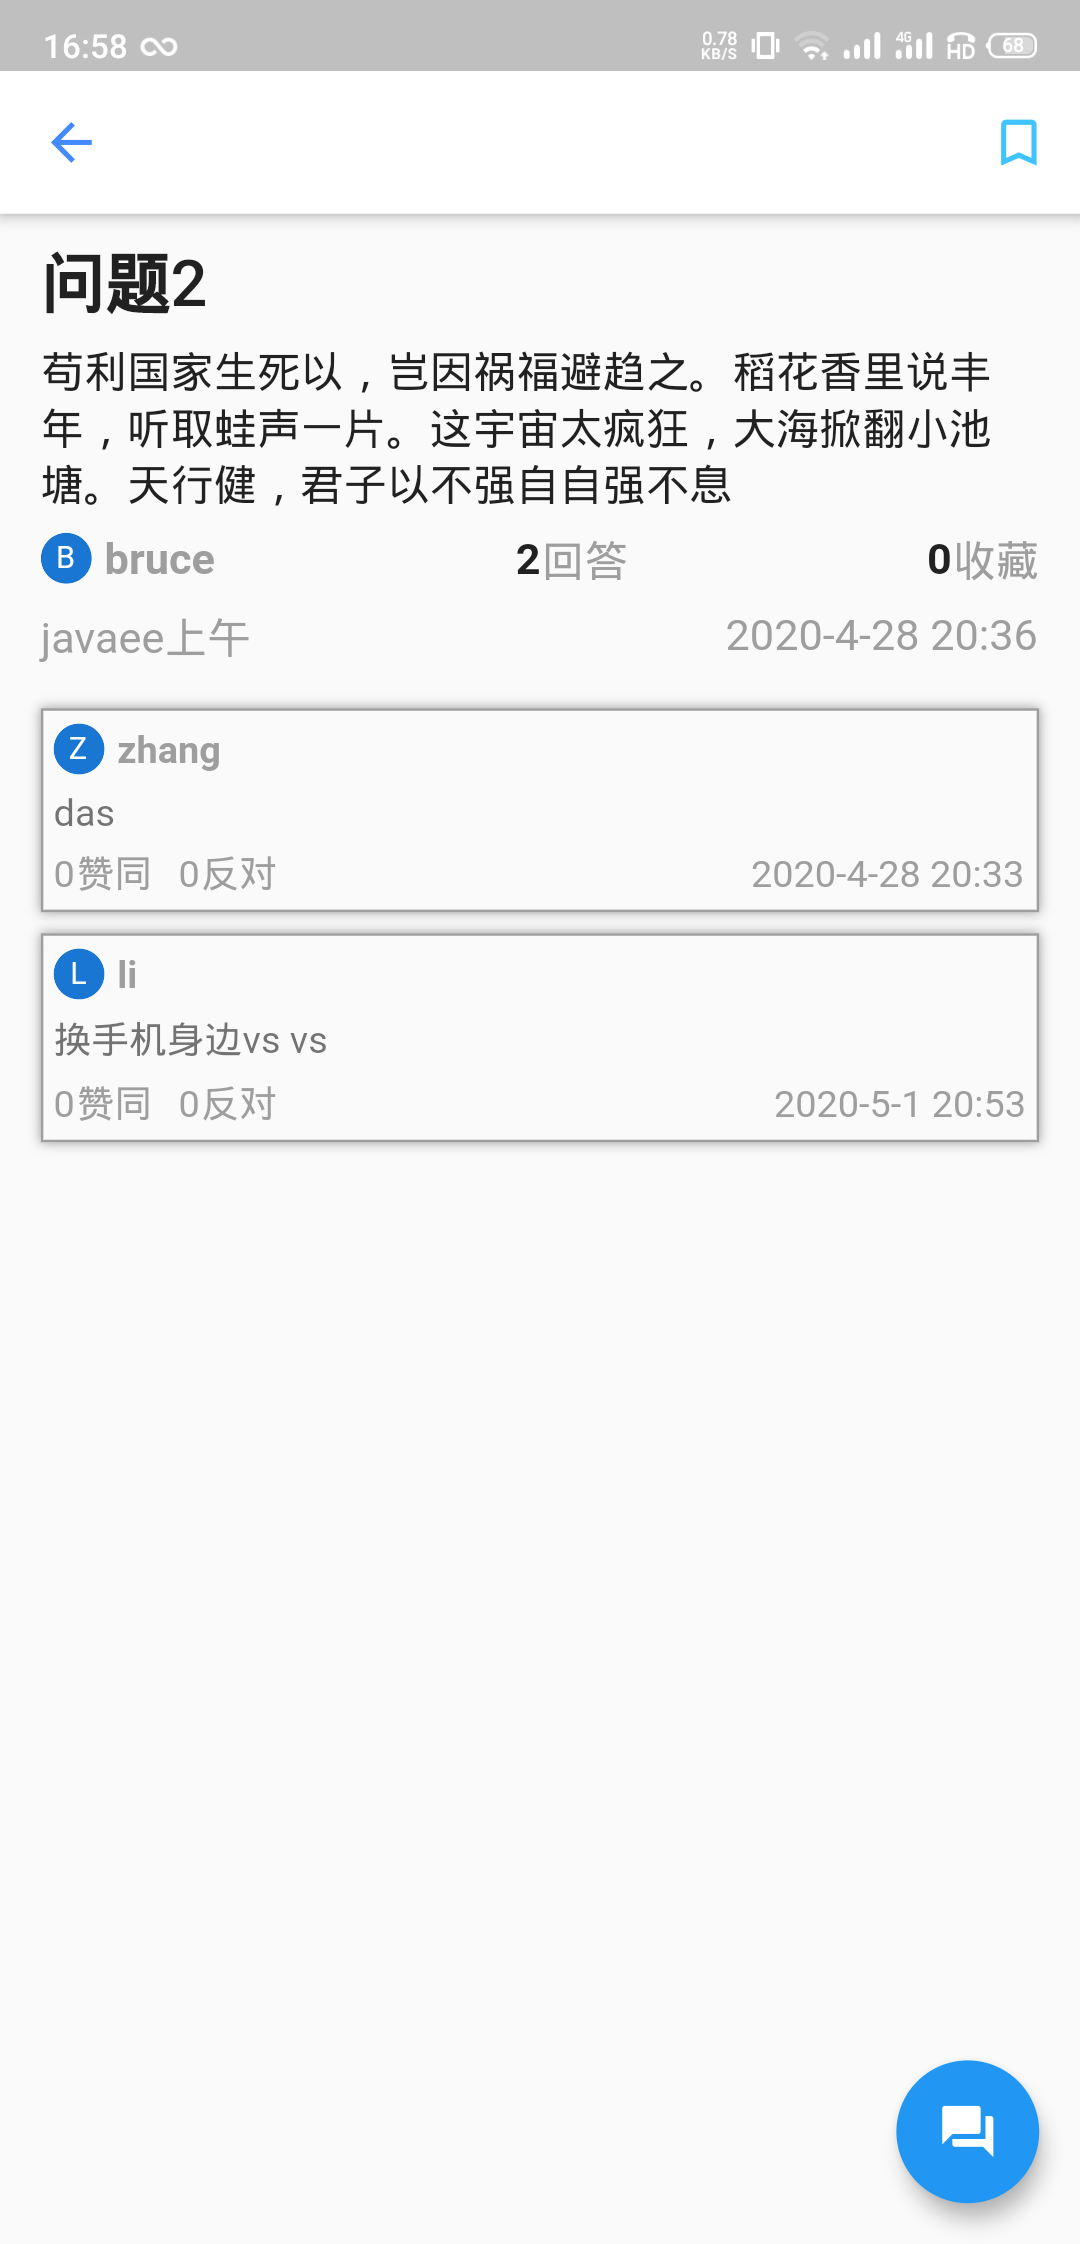 16:58
0.78
KB/S
4G
HD
68
问题2
苟利国家生死以，岂因祸福避趋之。稻花香里说丰
年，听取蛙声一片。这宇宙太疯狂，大海掀翻小池
塘。天行健，君子以不强自自强不息
B bruce 2回答 0收藏
javaee上午 2020-4-28 20:36
Z zhang
das
0赞同 0反对 2020-4-28 20:33
L li
换手机身边vs vs
0赞同 0反对 2020-5-1 20:53